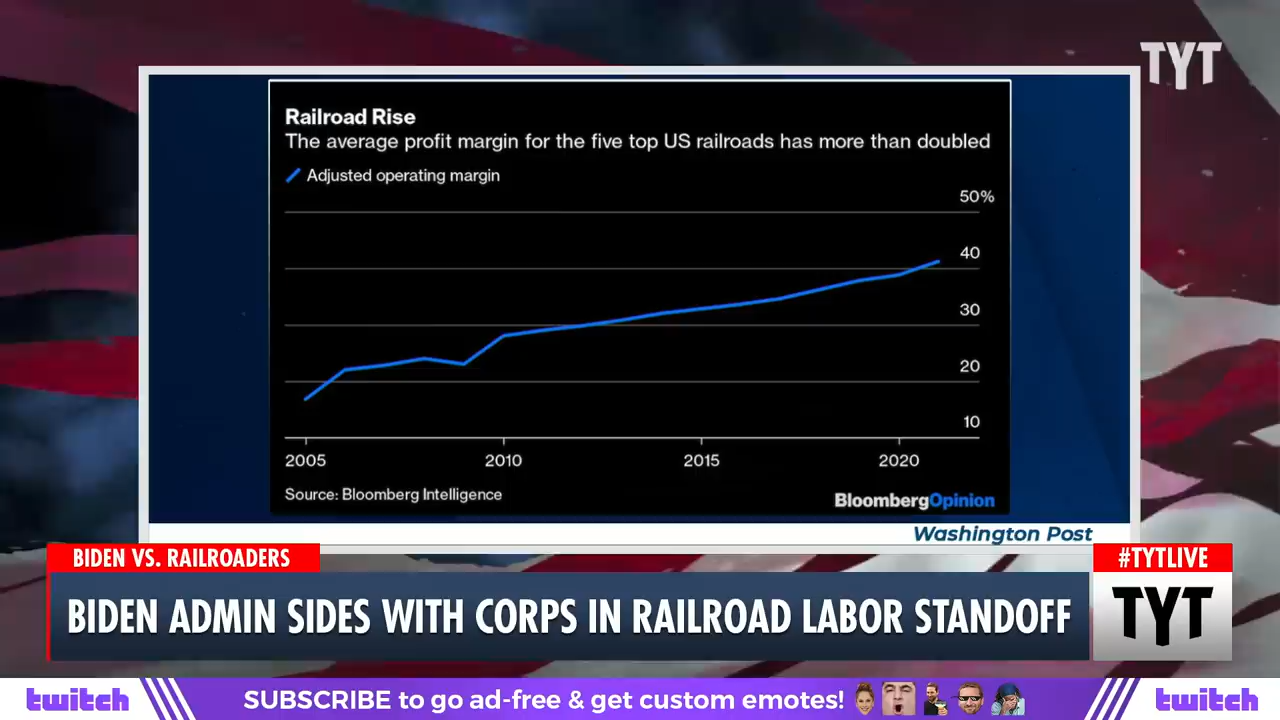 TYT
Railroad Rise
The average profit margin for the five top US railroads has more than doubled
Adjusted operating margin
50%
40
30
20
10
2005 2010 2015 2020
Source: Bloomberg Intelligence
BloombergOpinion
Washington Post
BIDEN VS. RAILROADERS
#TYTLIVE
BIDEN ADMIN SIDES WITH CORPS IN RAILROAD LABOR STANDOFF
TYT
twitch
SUBSCRIBE to go ad-free & get custom emotes!
twitch